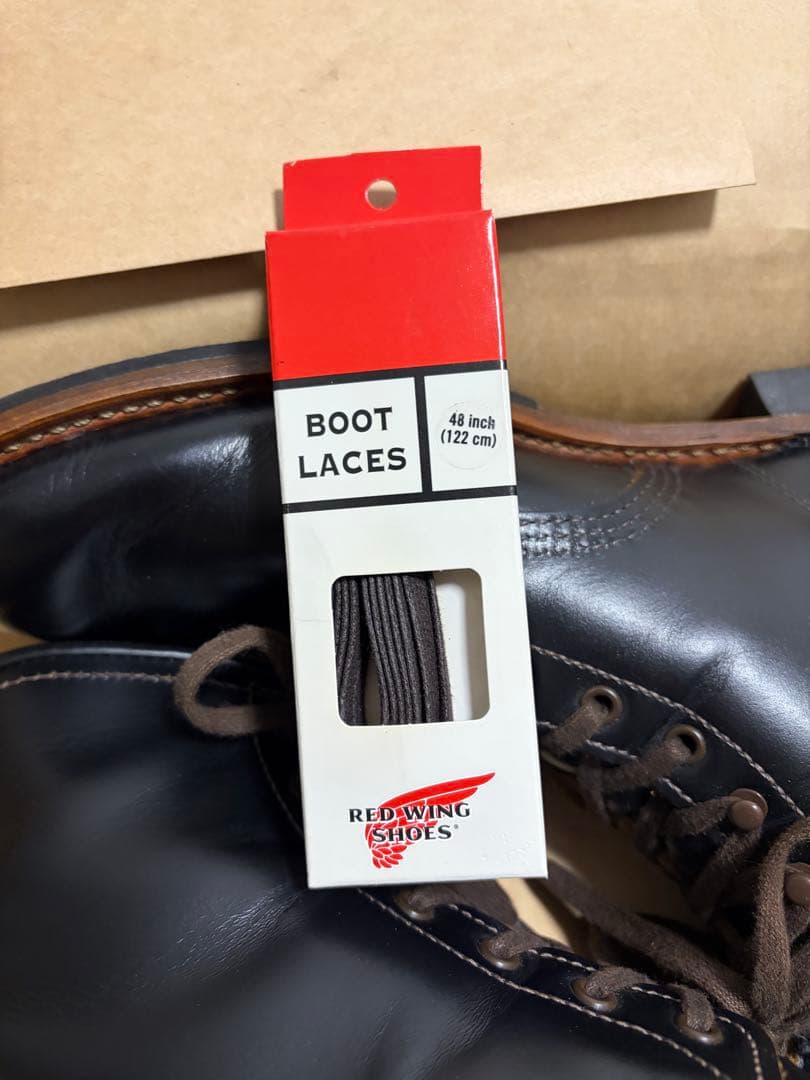 BOOT
LACES
48 inch
(122 cm)
RED WING
SHOES®